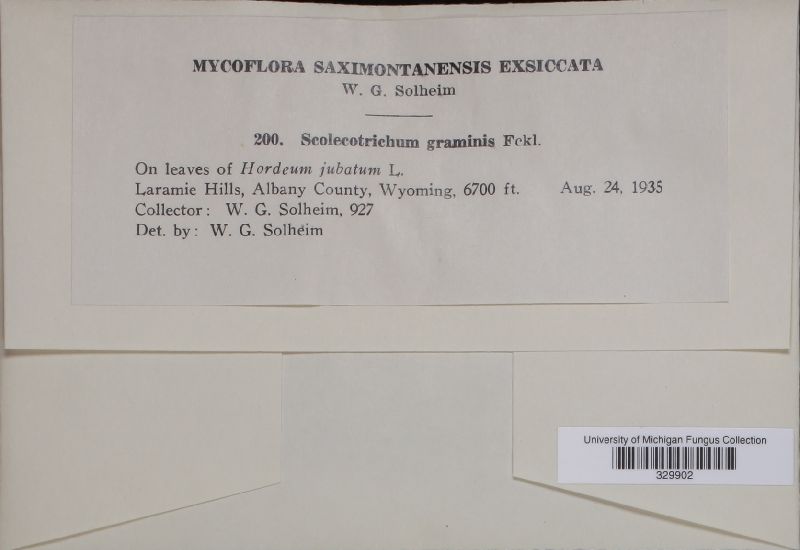 MYCOFLORA SAXIMONTANENSIS EXSICCATA
W. G. Solheim
200. Scolecotrichum graminis Fckl.
On leaves of Hordeum jubatum L.
Laramie Hills, Albany County, Wyoming, 6700 ft. Aug. 24, 1935
Collector: W. G. Solheim, 927
Det. by: W. G. Solheim
University of Michigan Fungus Collection
329902